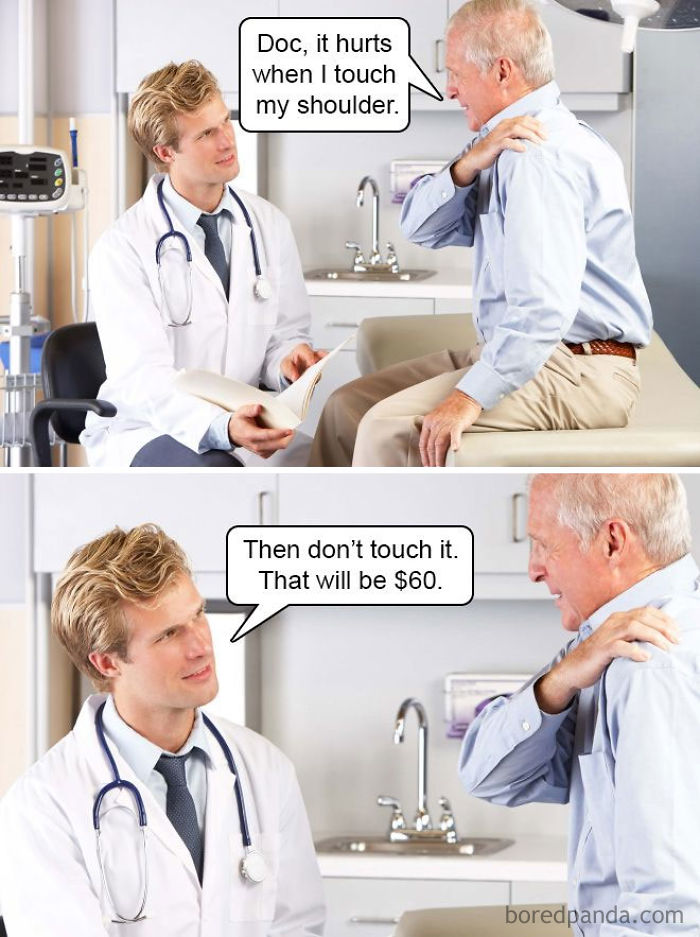 Doc, it hurts
when I touch
my shoulder.
Then don't touch it.
That will be $60.
boredpanda.com